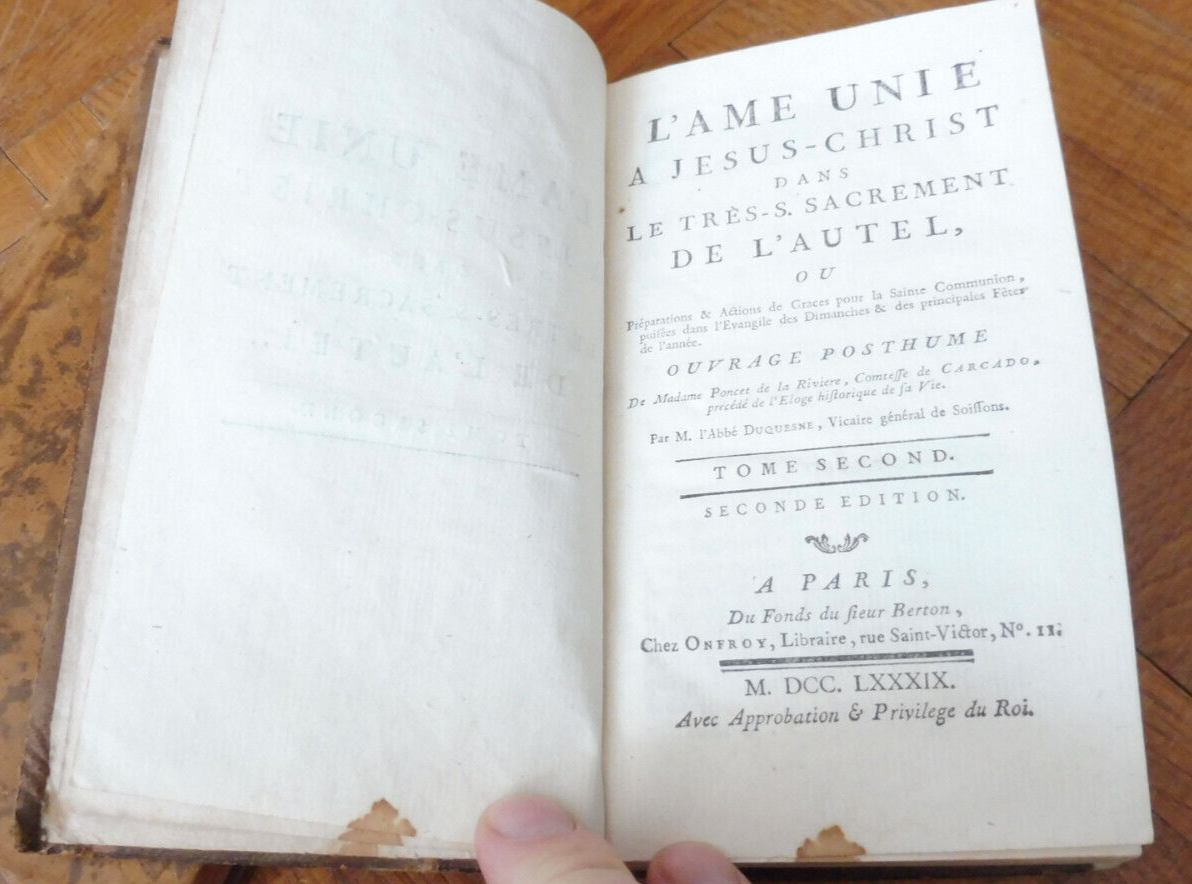 L'AME UNIE
A JESUS-CHRIST
DANS
LE TRÈS-S. SACREMENT
DE L'AUTEL,
OU
Préparations & Actions de Graces pour la Sainte Communion,
puisées dans l'Évangile des Dimanches & des principales Fêtes
de l'année.
OUVRAGE POSTHUME
De Madame Poncet de la Riviere, Comtesse de CARCADO,
precédé de l'Eloge historique de sa Vie.
Par M. l'Abbé DUQUESNE, Vicaire général de Soissons.
TOME SECOND.
SECONDE EDITION.
A PARIS,
Du Fonds du sieur Berton,
Chez ONFROY, Libraire, rue Saint-Victor, N°. 11.
M. DCC. LXXXIX.
Avec Approbation & Privilege du Roi.